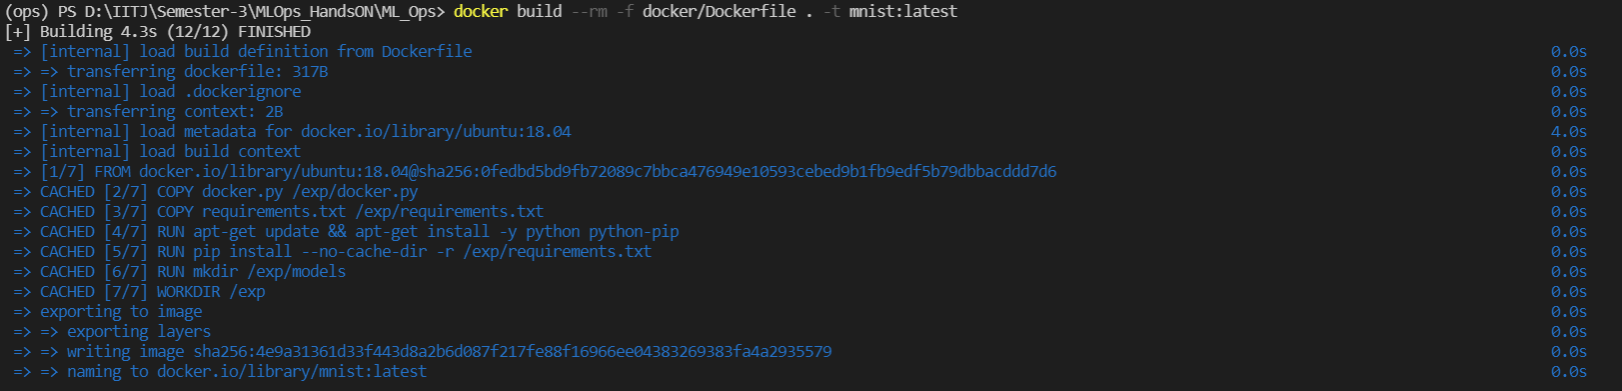 (ops) PS D:\IITJ\Semester-3\MLOps_HandsON\ML_Ops> docker build --rm -f docker/Dockerfile . -t mnist:latest
[+] Building 4.3s (12/12) FINISHED
=> [internal] load build definition from Dockerfile 0.0s
=> => transferring dockerfile: 317B 0.0s
=> [internal] load .dockerignore 0.0s
=> => transferring context: 2B 0.0s
=> [internal] load metadata for docker.io/library/ubuntu:18.04 4.0s
=> [internal] load build context 0.0s
=> [1/7] FROM docker.io/library/ubuntu:18.04@sha256:0fedbd5bd9fb72089c7bbca476949e10593cebed9b1fb9edf5b79dbbacddd7d6 0.0s
=> CACHED [2/7] COPY docker.py /exp/docker.py 0.0s
=> CACHED [3/7] COPY requirements.txt /exp/requirements.txt 0.0s
=> CACHED [4/7] RUN apt-get update && apt-get install -y python python-pip 0.0s
=> CACHED [5/7] RUN pip install --no-cache-dir -r /exp/requirements.txt 0.0s
=> CACHED [6/7] RUN mkdir /exp/models 0.0s
=> CACHED [7/7] WORKDIR /exp 0.0s
=> exporting to image 0.0s
=> => exporting layers 0.0s
=> => writing image sha256:4e9a31361d33f443d8a2b6d087f217fe88f16966ee04383269383fa4a2935579 0.0s
=> => naming to docker.io/library/mnist:latest 0.0s